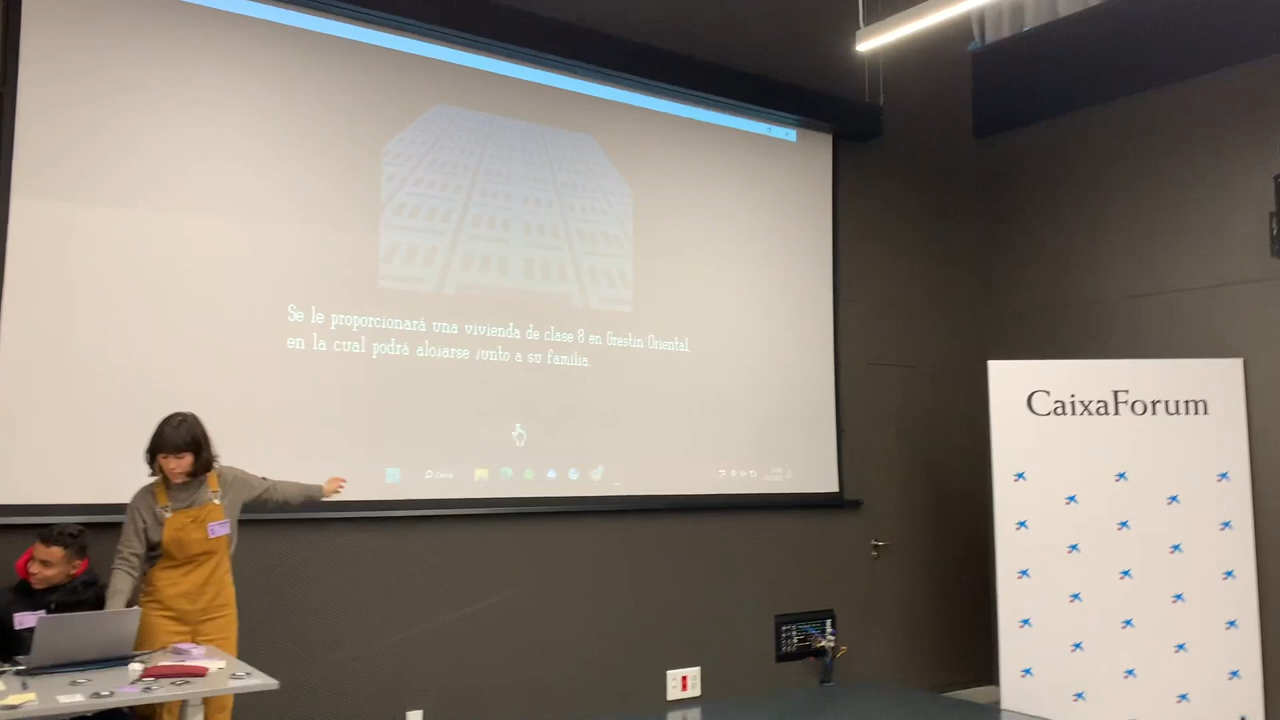 Se le proporcionará una vivienda de clase 8 en Grestin Oriental,
en la cual podrá alojarse junto a su familia.
Cerca
CaixaForum